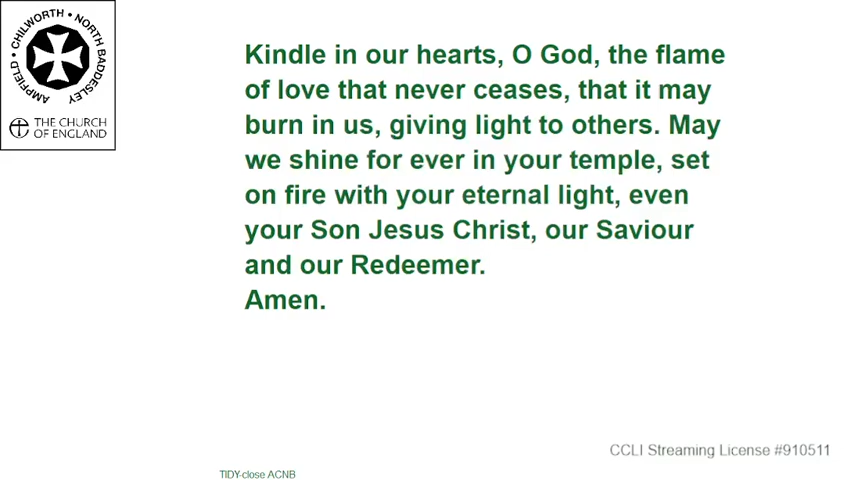 AMPFIELD • CHILWORTH • NORTH BADDESLEY
THE CHURCH
OF ENGLAND
Kindle in our hearts, O God, the flame
of love that never ceases, that it may
burn in us, giving light to others. May
we shine for ever in your temple, set
on fire with your eternal light, even
your Son Jesus Christ, our Saviour
and our Redeemer.
Amen.
CCLI Streaming License #910511
TIDY-close ACNB